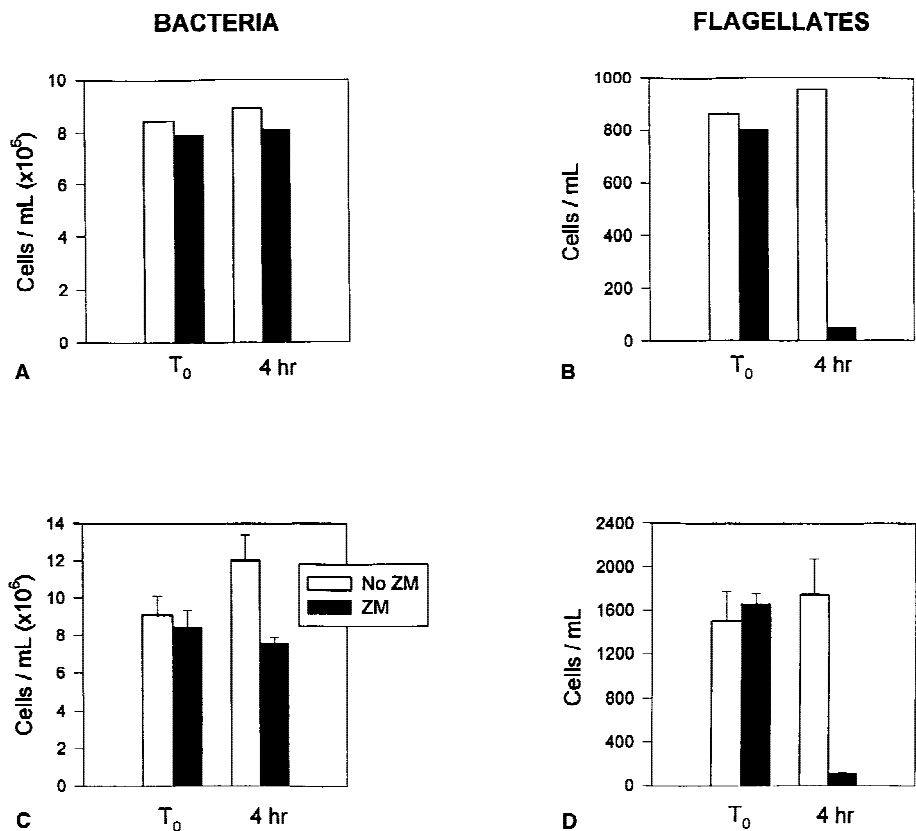 BACTERIA
FLAGELLATES
Cells / mL (x10⁶)
10
8
6
4
2
0
T₀
4 hr
A
Cells / mL
1000
800
600
400
200
0
T₀
4 hr
B
Cells / mL (x10⁶)
14
12
10
8
6
4
2
0
T₀
4 hr
C
No ZM
ZM
Cells / mL
2400
2000
1600
1200
800
400
0
T₀
4 hr
D